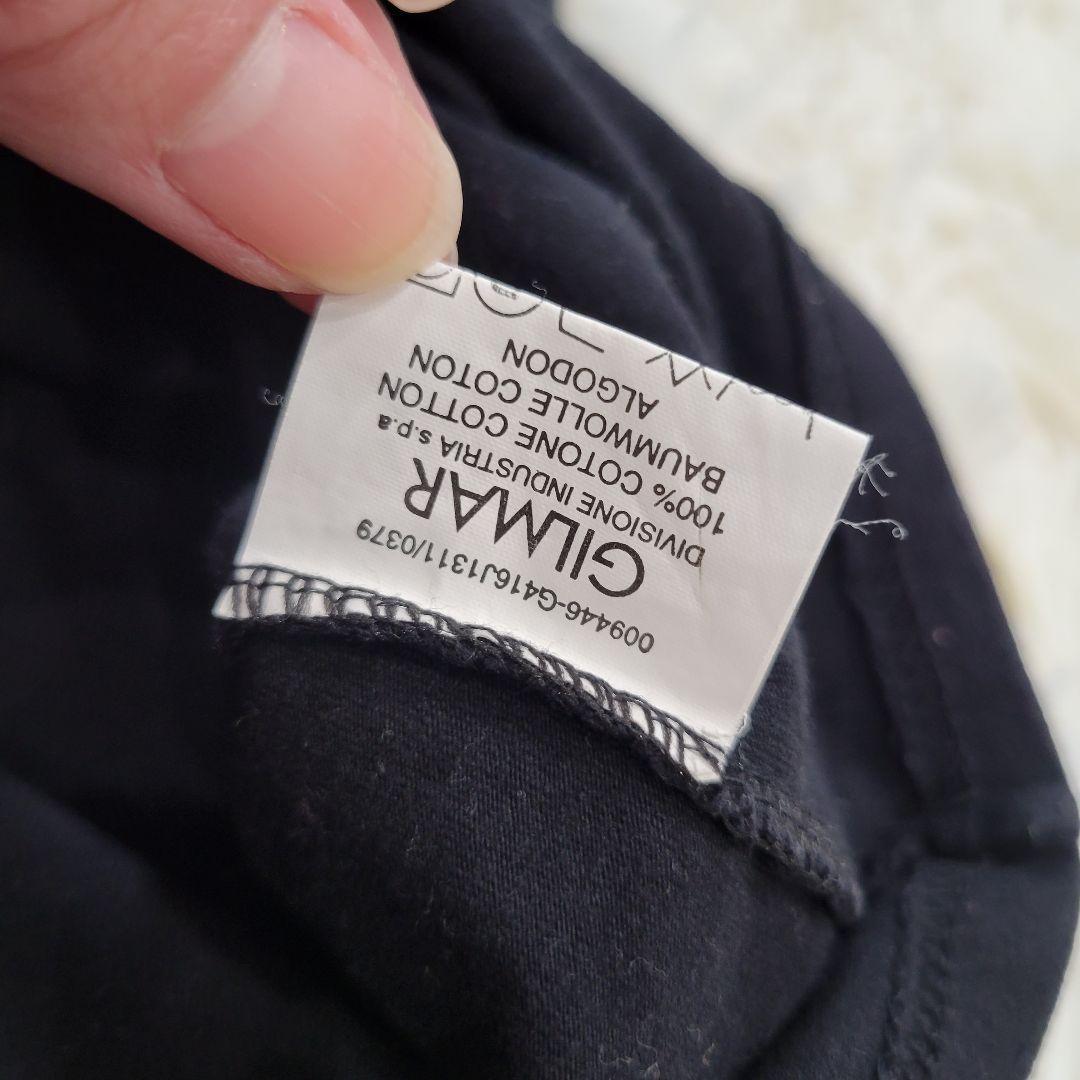 009446-G416J1311/0379
GILMAR
DIVISIONE INDUSTRIA s.p.a
100% COTONE COTTON
BAUMWOLLE COTON
ALGODON